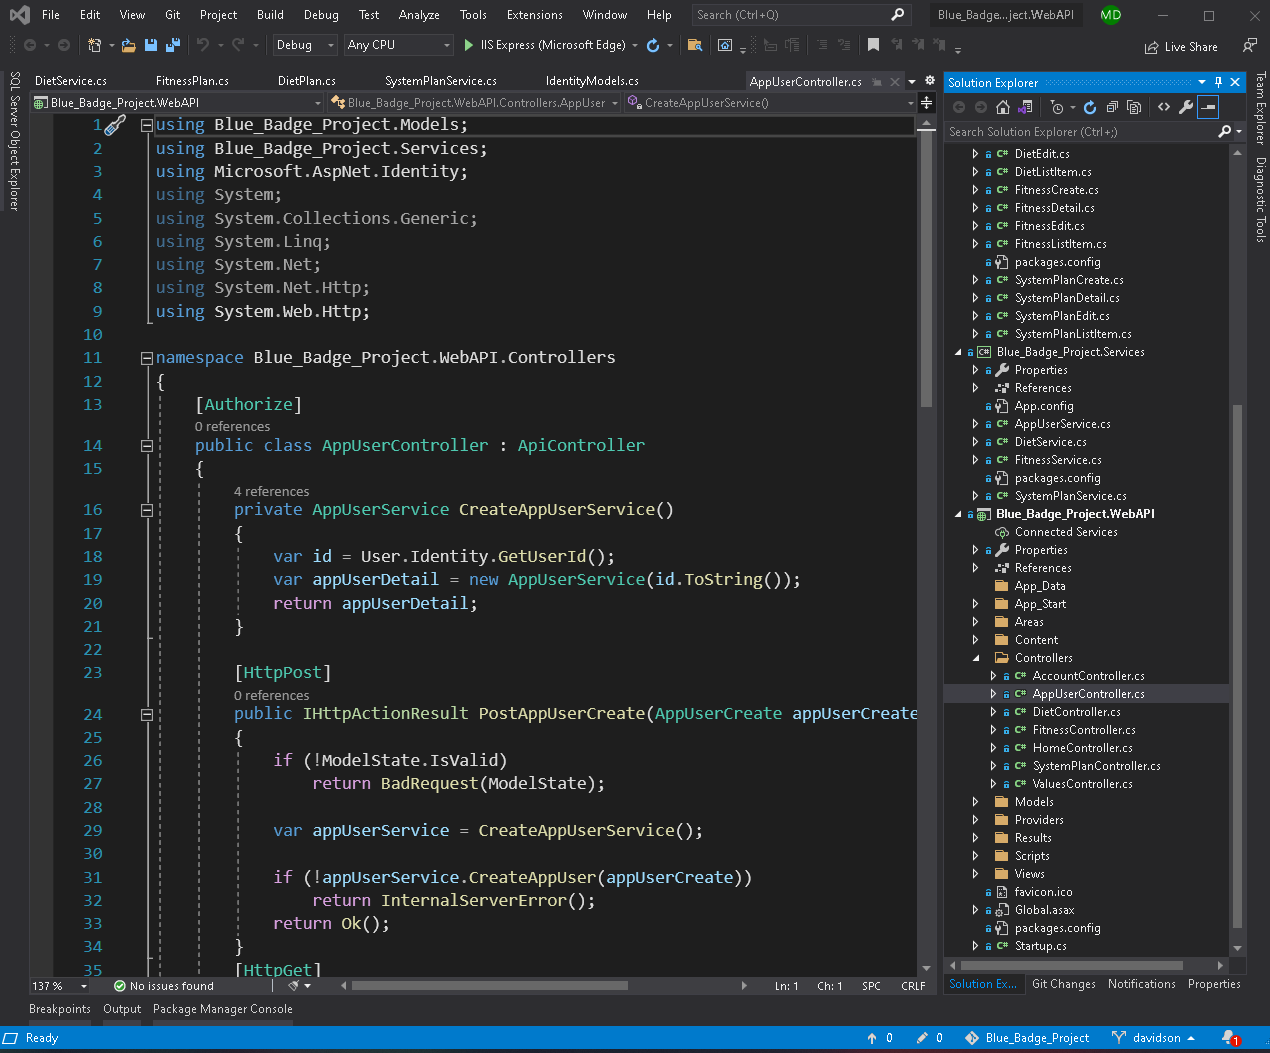 File Edit View Git Project Build Debug Test Analyze Tools Extensions Window Help Search (Ctrl+Q) Blue_Badge...ject.WebAPI MD
Debug Any CPU IIS Express (Microsoft Edge) Live Share
SQL Server Object Explorer
DietService.cs FitnessPlan.cs DietPlan.cs SystemPlanService.cs IdentityModels.cs AppUserController.cs
Blue_Badge_Project.WebAPI Blue_Badge_Project.WebAPI.Controllers.AppUser CreateAppUserService()
1 using Blue_Badge_Project.Models;
2 using Blue_Badge_Project.Services;
3 using Microsoft.AspNet.Identity;
4 using System;
5 using System.Collections.Generic;
6 using System.Linq;
7 using System.Net;
8 using System.Net.Http;
9 using System.Web.Http;
10
11 namespace Blue_Badge_Project.WebAPI.Controllers
12 {
13 [Authorize]
0 references
14 public class AppUserController : ApiController
15 {
4 references
16 private AppUserService CreateAppUserService()
17 {
18 var id = User.Identity.GetUserId();
19 var appUserDetail = new AppUserService(id.ToString());
20 return appUserDetail;
21 }
22
23 [HttpPost]
0 references
24 public IHttpActionResult PostAppUserCreate(AppUserCreate appUserCreate
25 {
26 if (!ModelState.IsValid)
27 return BadRequest(ModelState);
28
29 var appUserService = CreateAppUserService();
30
31 if (!appUserService.CreateAppUser(appUserCreate))
32 return InternalServerError();
33 return Ok();
34 }
35 [HttpGet]
137 % No issues found Ln: 1 Ch: 1 SPC CRLF
Solution Explorer
Search Solution Explorer (Ctrl+;)
DietEdit.cs
DietListItem.cs
FitnessCreate.cs
FitnessDetail.cs
FitnessEdit.cs
FitnessListItem.cs
packages.config
SystemPlanCreate.cs
SystemPlanDetail.cs
SystemPlanEdit.cs
SystemPlanListItem.cs
Blue_Badge_Project.Services
Properties
References
App.config
AppUserService.cs
DietService.cs
FitnessService.cs
packages.config
SystemPlanService.cs
Blue_Badge_Project.WebAPI
Connected Services
Properties
References
App_Data
App_Start
Areas
Content
Controllers
AccountController.cs
AppUserController.cs
DietController.cs
FitnessController.cs
HomeController.cs
SystemPlanController.cs
ValuesController.cs
Models
Providers
Results
Scripts
Views
favicon.ico
Global.asax
packages.config
Startup.cs
Solution Ex... Git Changes Notifications Properties
Team Explorer
Diagnostic Tools
Breakpoints Output Package Manager Console
Ready 0 0 Blue_Badge_Project davidson 1